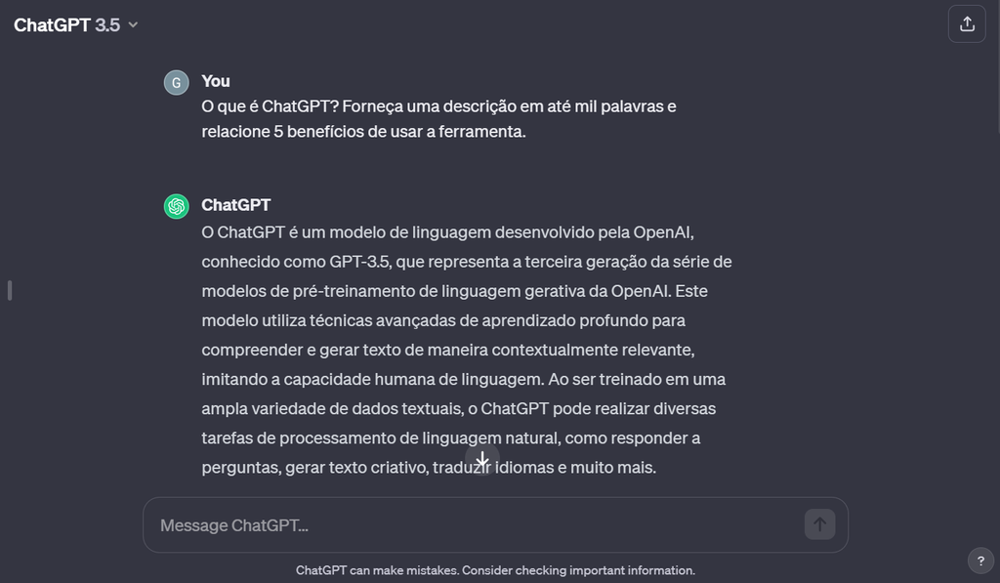 ChatGPT 3.5
G
You
O que é ChatGPT? Forneça uma descrição em até mil palavras e
relacione 5 benefícios de usar a ferramenta.
ChatGPT
O ChatGPT é um modelo de linguagem desenvolvido pela OpenAI,
conhecido como GPT-3.5, que representa a terceira geração da série de
modelos de pré-treinamento de linguagem gerativa da OpenAI. Este
modelo utiliza técnicas avançadas de aprendizado profundo para
compreender e gerar texto de maneira contextualmente relevante,
imitando a capacidade humana de linguagem. Ao ser treinado em uma
ampla variedade de dados textuais, o ChatGPT pode realizar diversas
tarefas de processamento de linguagem natural, como responder a
perguntas, gerar texto criativo, traduzir idiomas e muito mais.
Message ChatGPT...
ChatGPT can make mistakes. Consider checking important information.
?